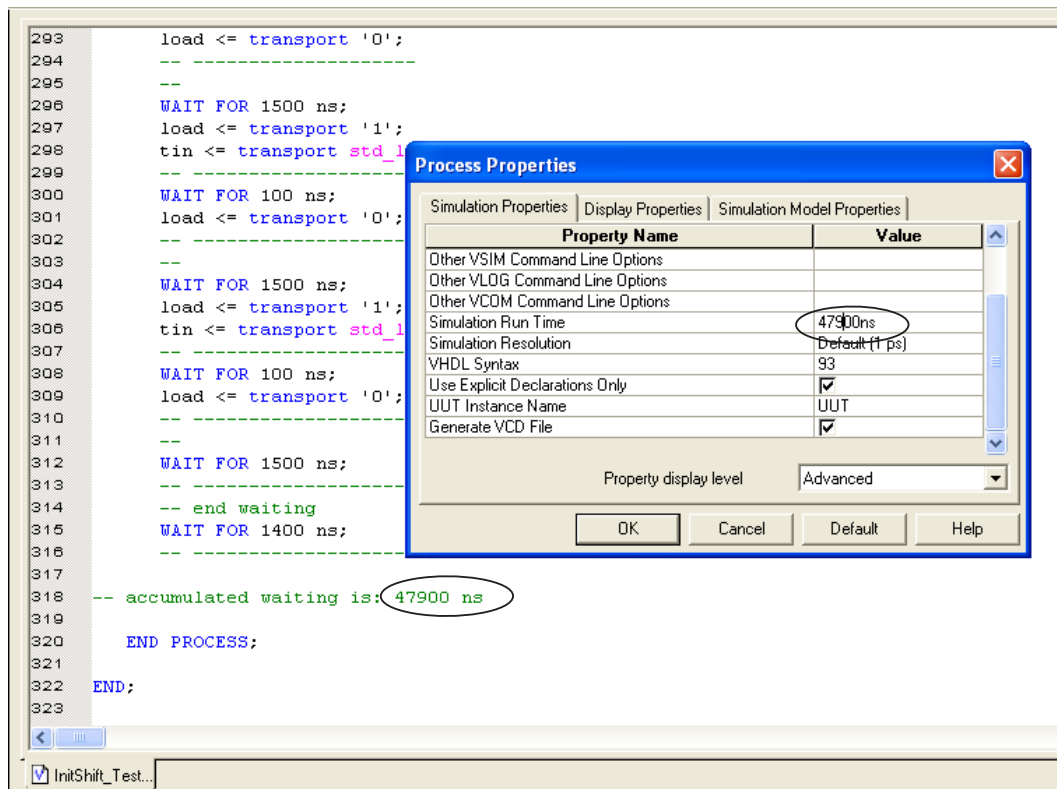 293 load <= transport '0';
294 -- --------------------
295 --
296 WAIT FOR 1500 ns;
297 load <= transport '1';
298 tin <= transport std_l
299 -- --------------------
300 WAIT FOR 100 ns;
301 load <= transport '0';
302 -- --------------------
303 --
304 WAIT FOR 1500 ns;
305 load <= transport '1';
306 tin <= transport std_l
307 -- --------------------
308 WAIT FOR 100 ns;
309 load <= transport '0';
310 -- --------------------
311 --
312 WAIT FOR 1500 ns;
313 -- --------------------
314 -- end waiting
315 WAIT FOR 1400 ns;
316 -- --------------------
317
318 -- accumulated waiting is: 47900 ns
319
320 END PROCESS;
321
322 END;
323
InitShift_Test...
Process Properties
Simulation Properties Display Properties Simulation Model Properties
Property Name Value
Other VSIM Command Line Options
Other VLOG Command Line Options
Other VCOM Command Line Options
Simulation Run Time 47900ns
Simulation Resolution Default (1 ps)
VHDL Syntax 93
Use Explicit Declarations Only
UUT Instance Name UUT
Generate VCD File
Property display level Advanced
OK Cancel Default Help